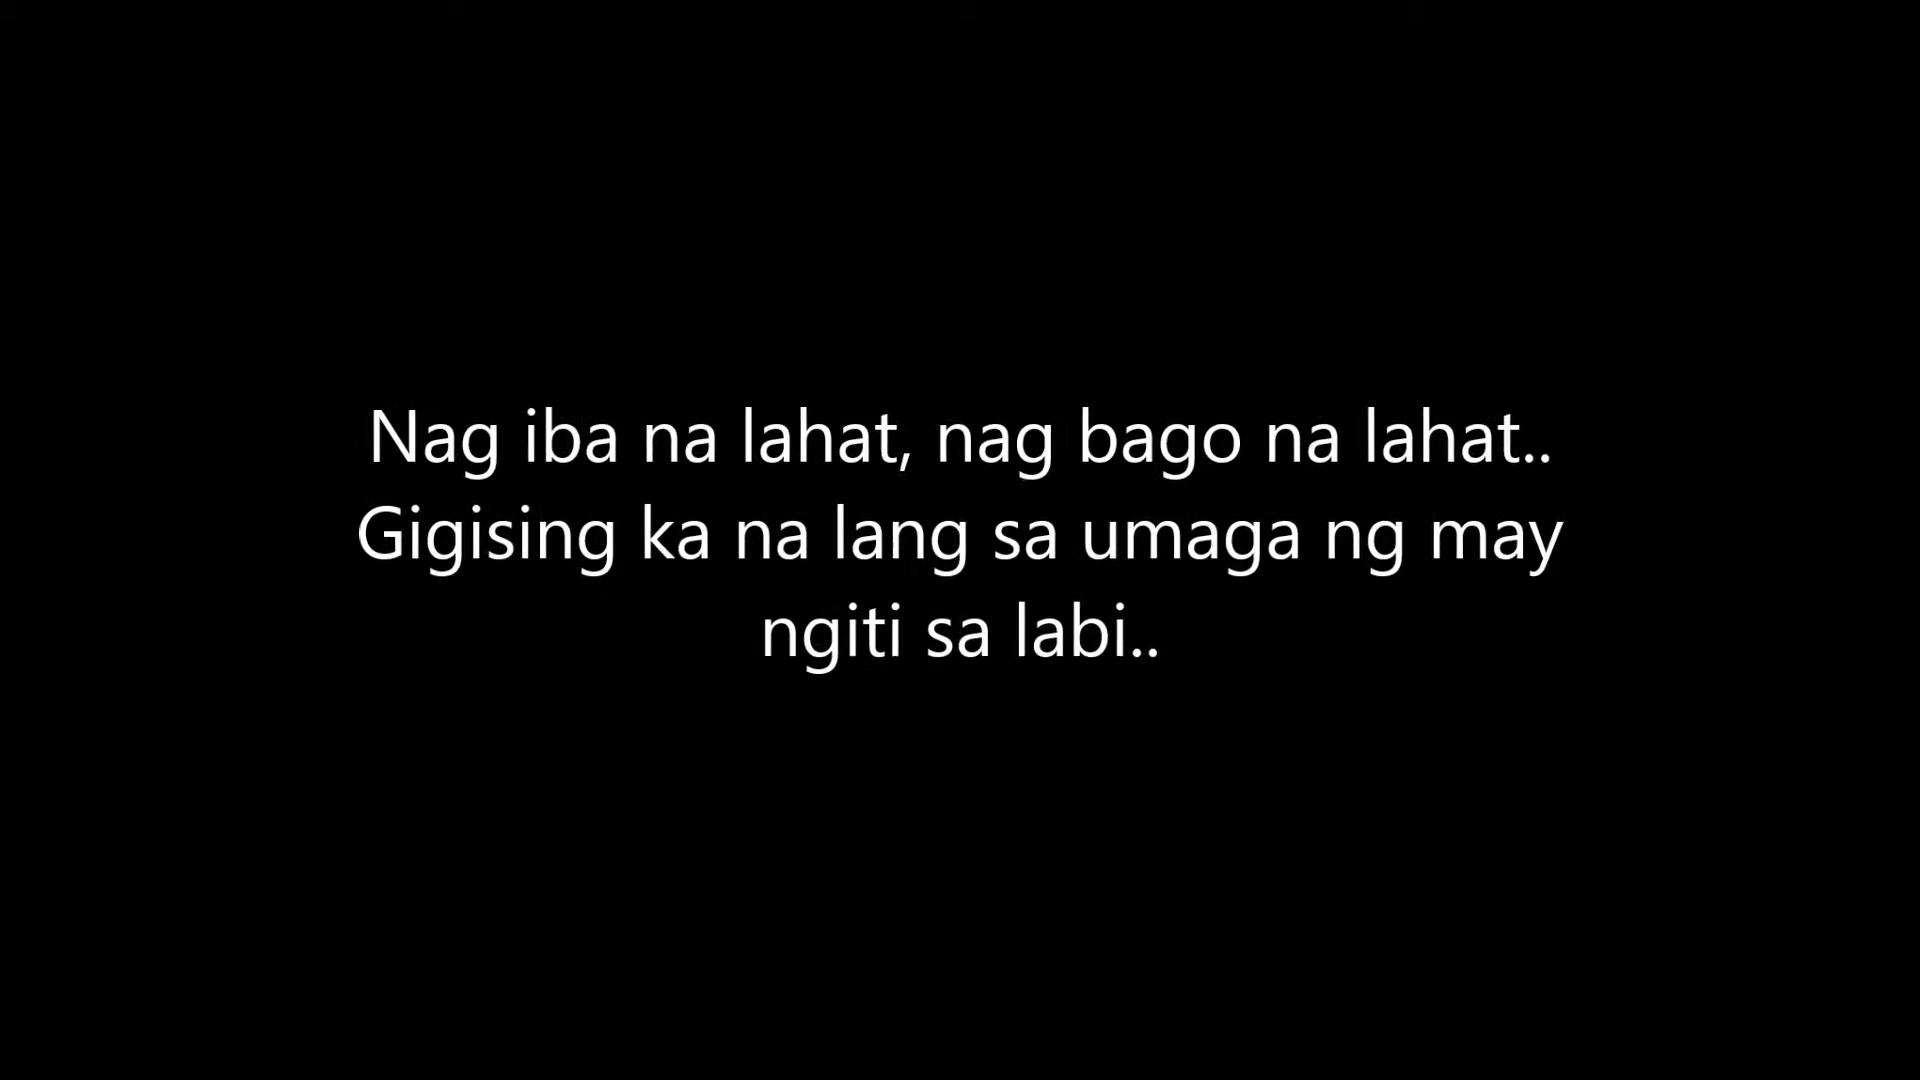 Nag iba na lahat, nag bago na lahat..
Gigising ka na lang sa umaga ng may
ngiti sa labi..